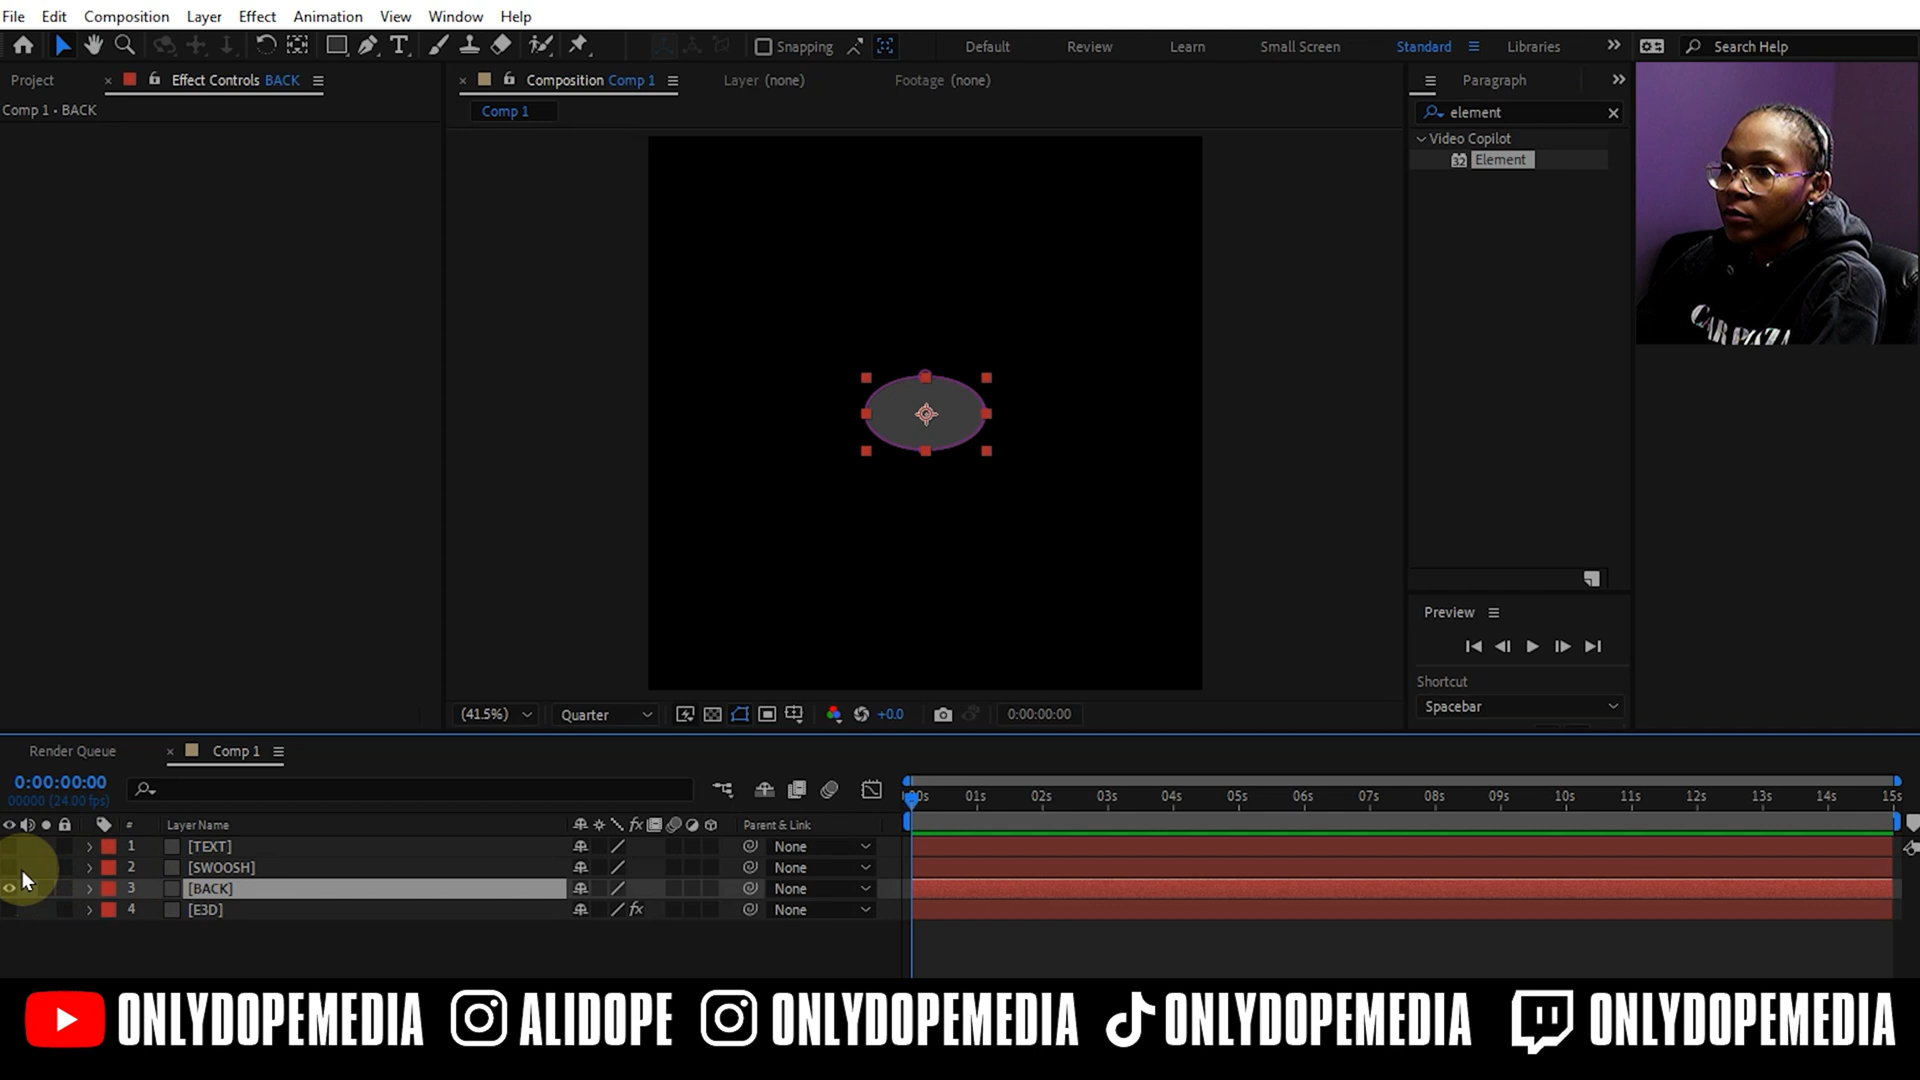 File Edit Composition Layer Effect Animation View Window Help
Snapping Default Review Learn Small Screen Standard Libraries Search Help
Project Effect Controls BACK Composition Comp 1 Layer (none) Footage (none) Paragraph
Comp 1 • BACK
Comp 1
element
Video Copilot
32 Element
Preview
Shortcut
Spacebar
(41.5%) Quarter +0.0 0:00:00:00
Render Queue Comp 1
0:00:00:00
00000 (24.00 fps)
00s 01s 02s 03s 04s 05s 06s 07s 08s 09s 10s 11s 12s 13s 14s 15s
# Layer Name fx Parent & Link
1 [TEXT] None
2 [SWOOSH] None
3 [BACK] None
4 [E3D] fx None
ONLYDOPEMEDIA ALIDOPE ONLYDOPEMEDIA ONLYDOPEMEDIA ONLYDOPEMEDIA